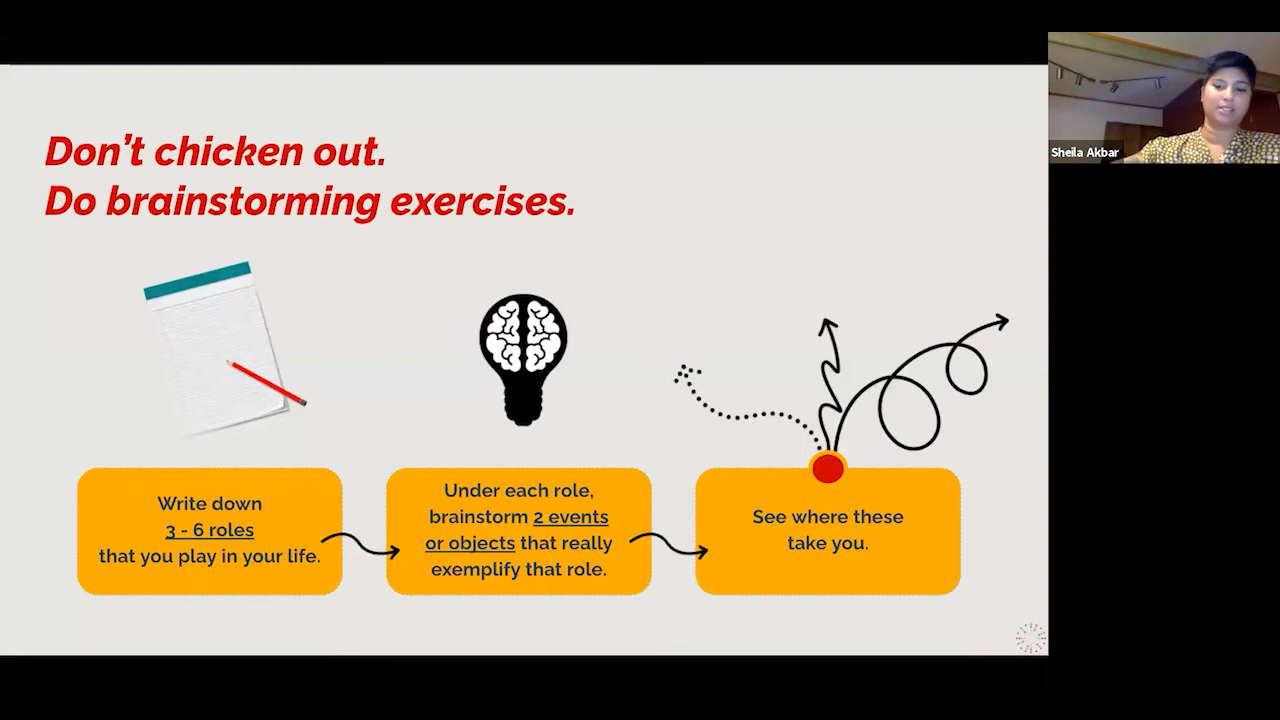 Don't chicken out.
Do brainstorming exercises.
Write down
3 - 6 roles
that you play in your life.
Under each role,
brainstorm 2 events
or objects that really
exemplify that role.
See where these
take you.
Sheila Akbar